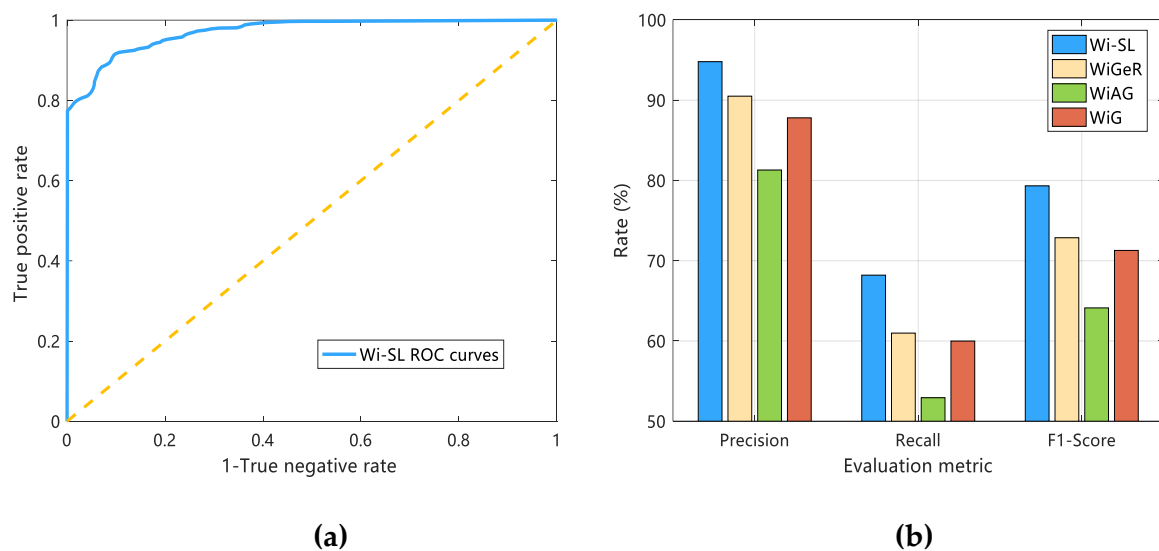 1
0.8
0.6
0.4
0.2
0
0 0.2 0.4 0.6 0.8 1
True positive rate
1-True negative rate
Wi-SL ROC curves
(a)
100
90
80
70
60
50
Rate (%)
Wi-SL
WiGeR
WiAG
WiG
Precision Recall F1-Score
Evaluation metric
(b)